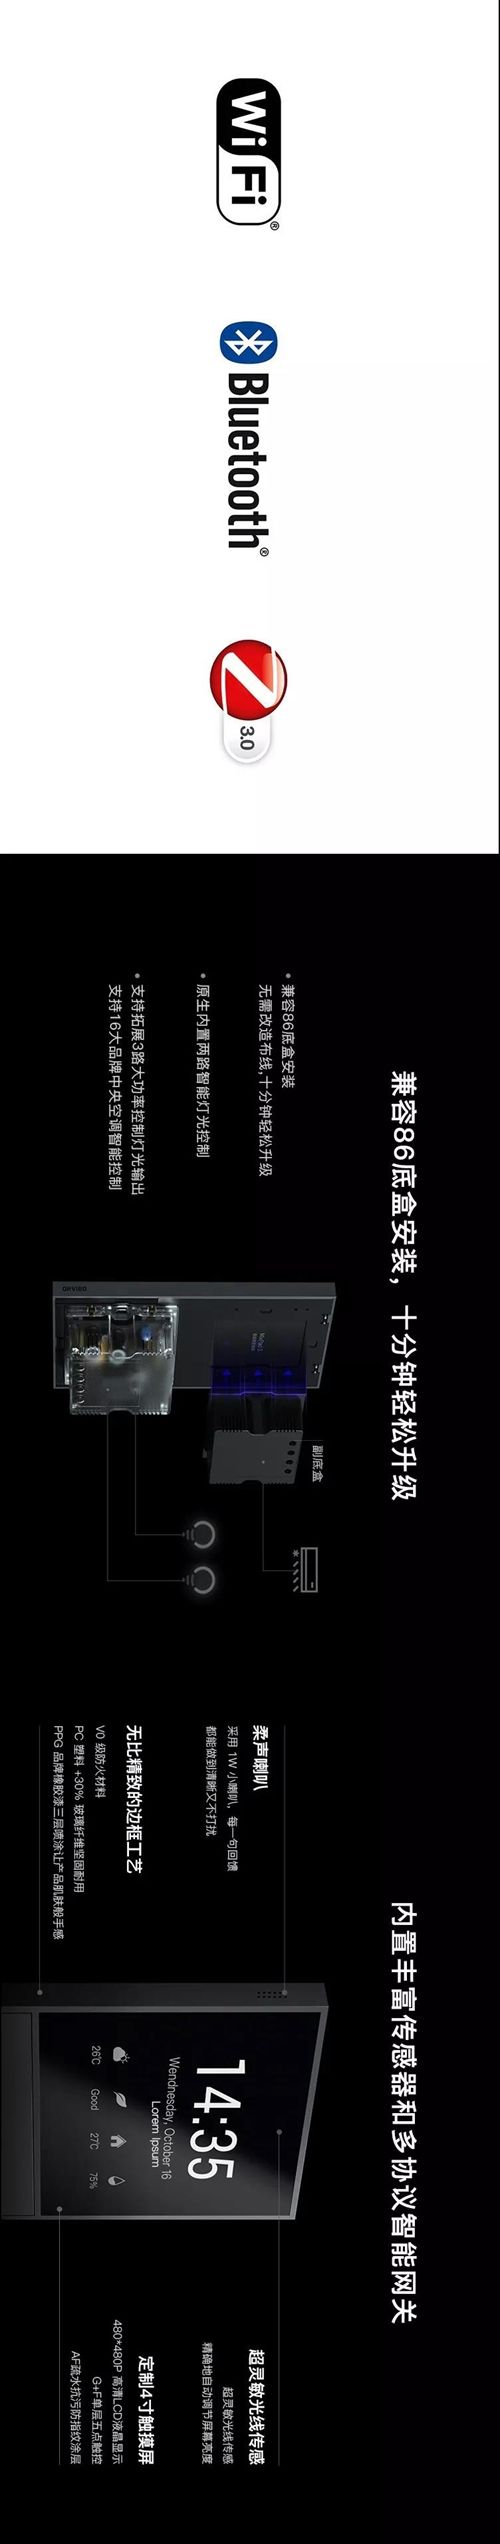 Wi Fi®
Bluetooth®
3.0
兼容86底盒安装，十分钟轻松升级
• 兼容86底盒安装
无需改造布线,十分钟轻松升级
• 原生内置两路智能灯光控制
• 支持拓展3路大功率控制灯光输出
支持16大品牌中央空调智能控制
ORVIBO
副底盒
内置丰富传感器和多协议智能网关
柔声喇叭
采用 1W 小喇叭，每一句回馈
都能做到清晰又不打扰
无比精致的边框工艺
V0 级防火材料
PC 塑料 +30% 玻璃纤维坚固耐用
PPG 品牌橡胶漆三层喷涂让产品肌肤般手感
14:35
Wendnesday, October 16
Lorem Ipsum
26℃ Good 27℃ 75%
超灵敏光线传感
超灵敏光线传感
精确地自动调节屏幕亮度
定制4寸触摸屏
480*480P 高清LCD液晶显示
G+F单层五点触控
AF疏水抗污防指纹涂层